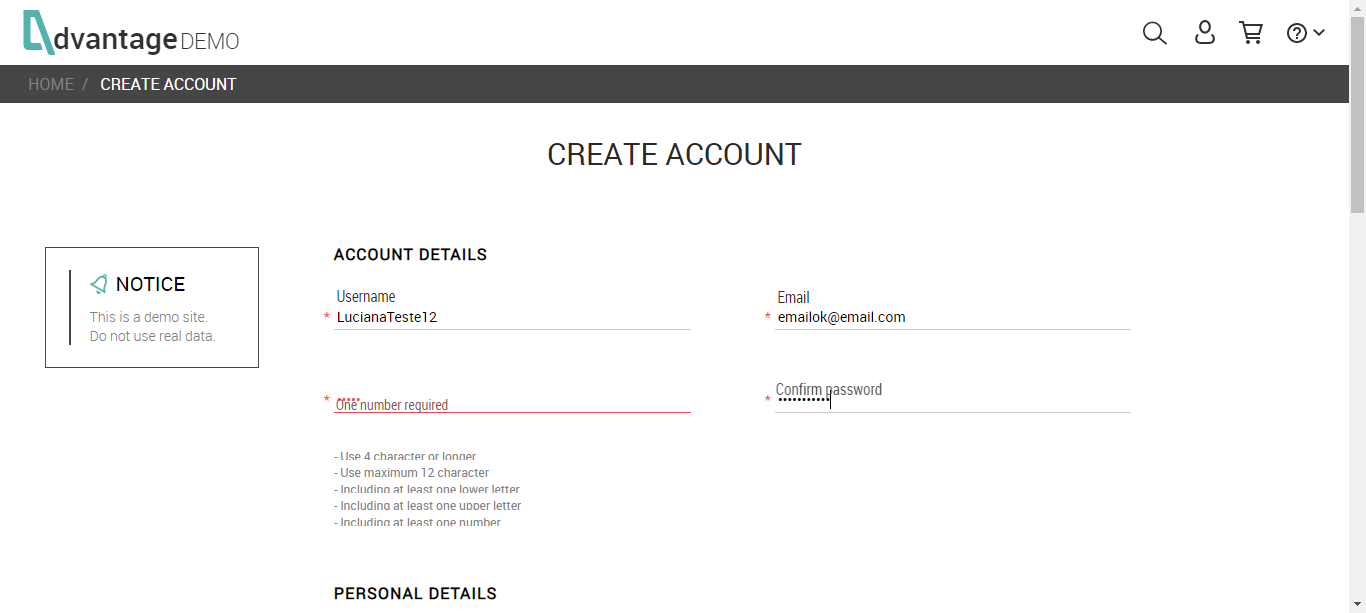 dvantage DEMO
HOME / CREATE ACCOUNT
CREATE ACCOUNT
NOTICE
This is a demo site.
Do not use real data.
ACCOUNT DETAILS
Username
* LucianaTeste12
Email
* emailok@email.com
* •••••
One number required
Confirm password
* •••••••••••
- Use 4 character or longer
- Use maximum 12 character
- Including at least one lower letter
- Including at least one upper letter
- Including at least one number
PERSONAL DETAILS